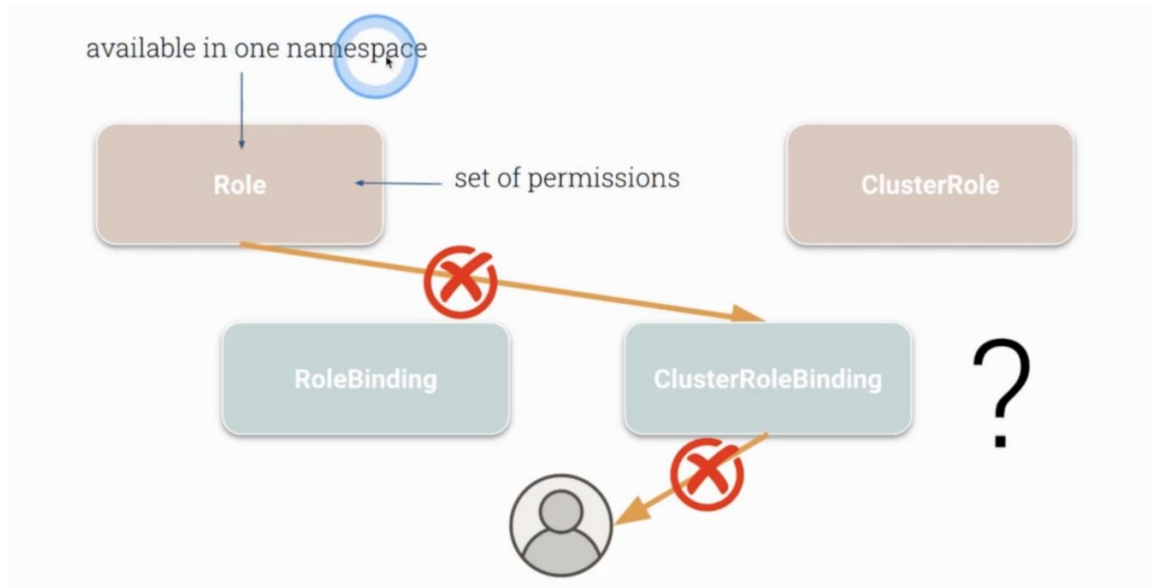 available in one namespace
Role
set of permissions
ClusterRole
RoleBinding
ClusterRoleBinding
?